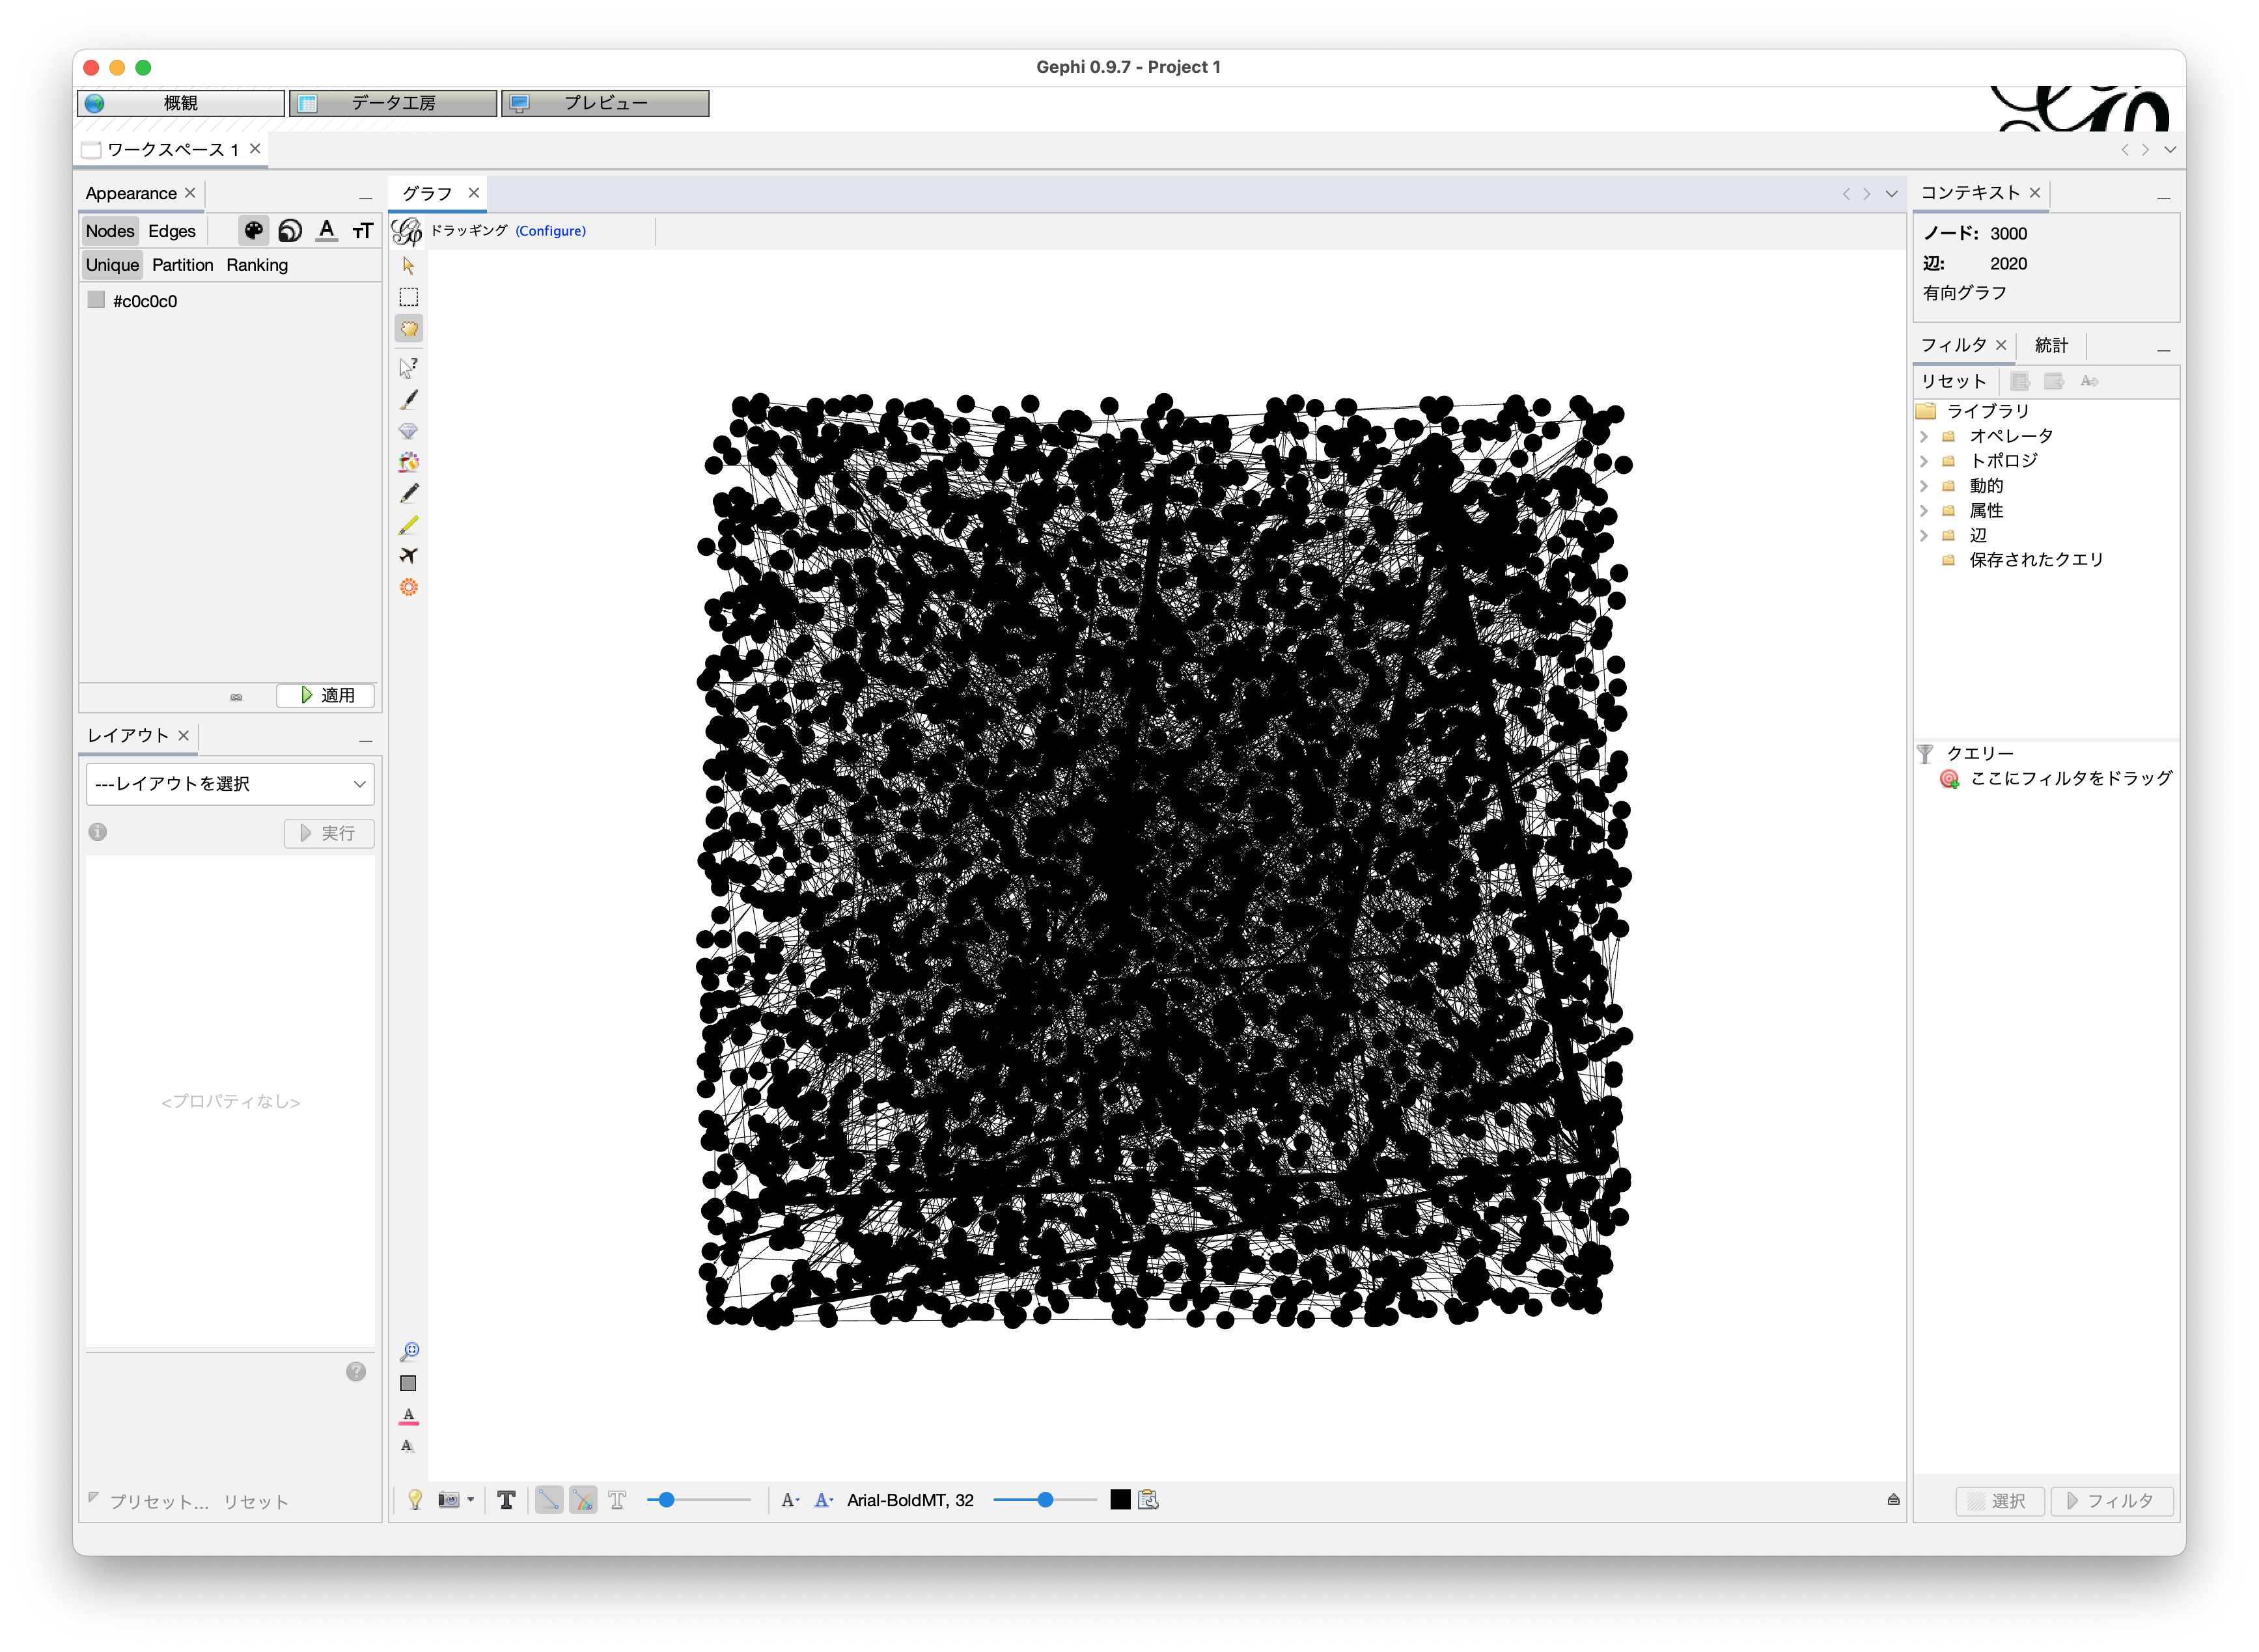 Gephi 0.9.7 - Project 1
概観
データ工房
プレビュー
ワークスペース 1
Appearance
Nodes Edges
Unique Partition Ranking
#c0c0c0
適用
レイアウト
---レイアウトを選択
実行
<プロパティなし>
プリセット... リセット
グラフ
ドラッギング (Configure)
Arial-BoldMT, 32
コンテキスト
ノード: 3000
辺: 2020
有向グラフ
フィルタ 統計
リセット
ライブラリ
オペレータ
トポロジ
動的
属性
辺
保存されたクエリ
クエリー
ここにフィルタをドラッグ
選択 フィルタ